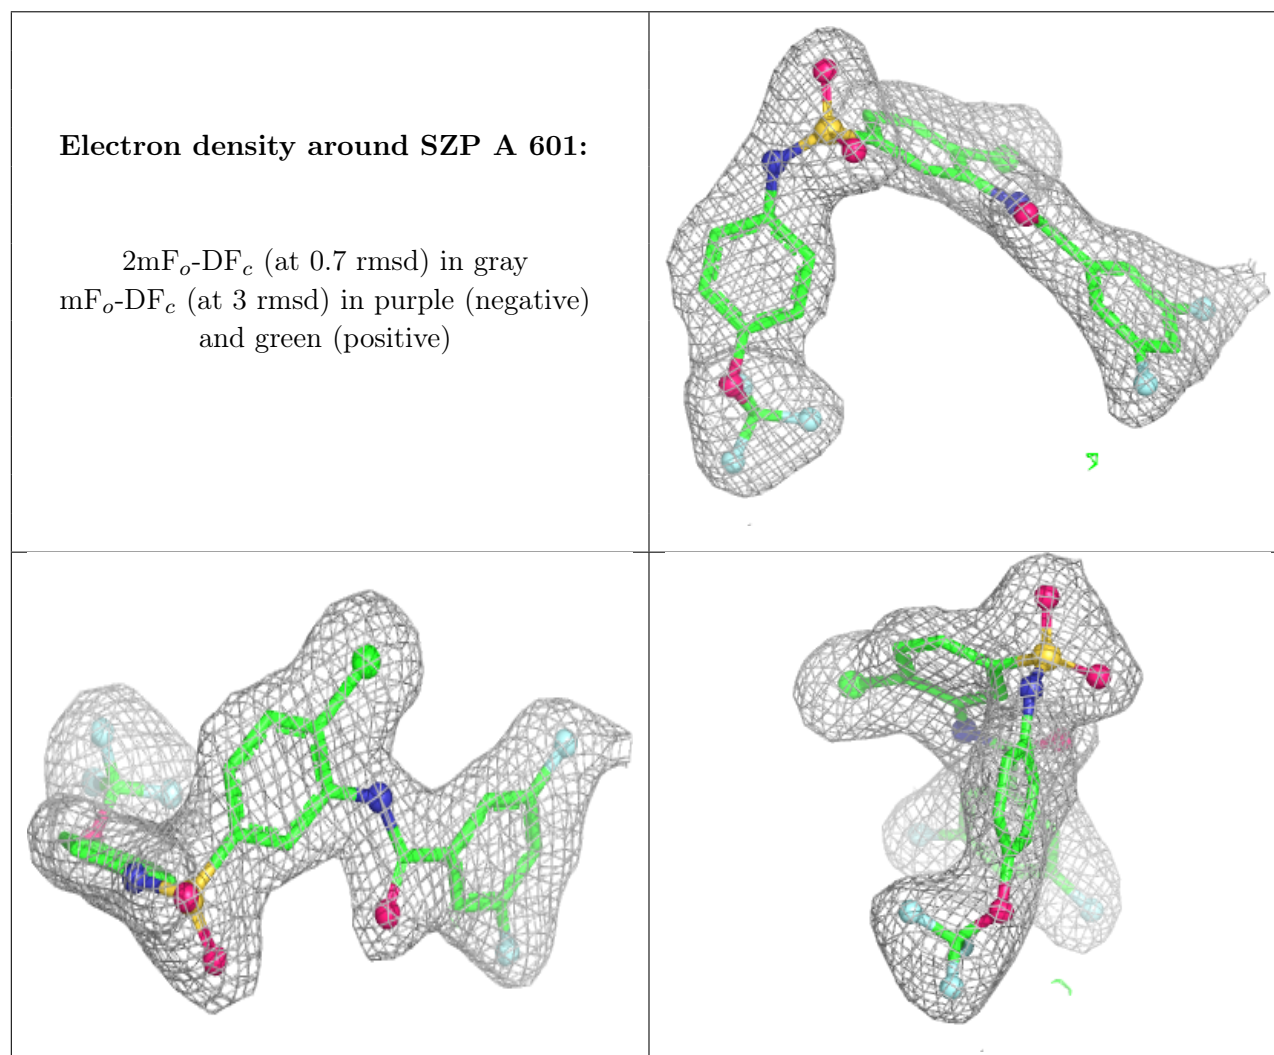 Electron density around SZP A 601:
2mFo-DFc (at 0.7 rmsd) in gray
mFo-DFc (at 3 rmsd) in purple (negative)
and green (positive)